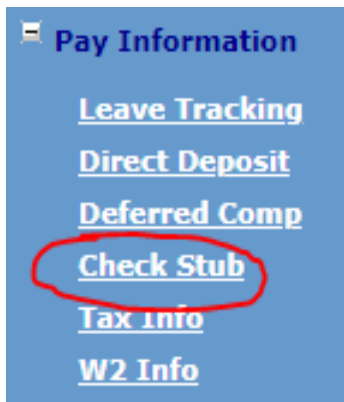 Pay Information
Leave Tracking
Direct Deposit
Deferred Comp
Check Stub
Tax Info
W2 Info